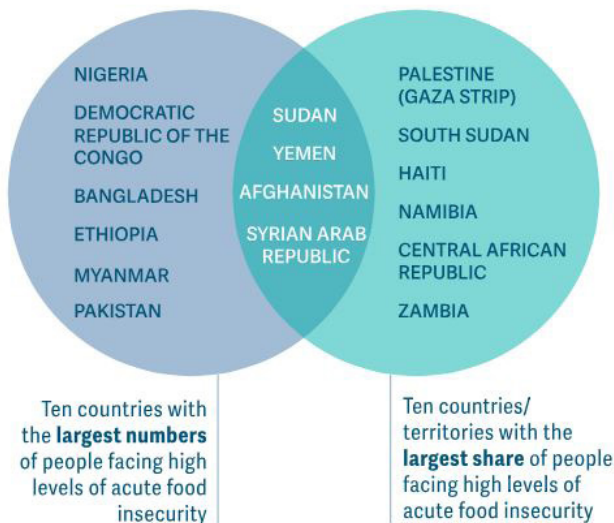 NIGERIA
DEMOCRATIC
REPUBLIC OF THE
CONGO
BANGLADESH
ETHIOPIA
MYANMAR
PAKISTAN
SUDAN
YEMEN
AFGHANISTAN
SYRIAN ARAB
REPUBLIC
PALESTINE
(GAZA STRIP)
SOUTH SUDAN
HAITI
NAMIBIA
CENTRAL AFRICAN
REPUBLIC
ZAMBIA
Ten countries with
the largest numbers
of people facing high
levels of acute food
insecurity
Ten countries/
territories with the
largest share of people
facing high levels of
acute food insecurity